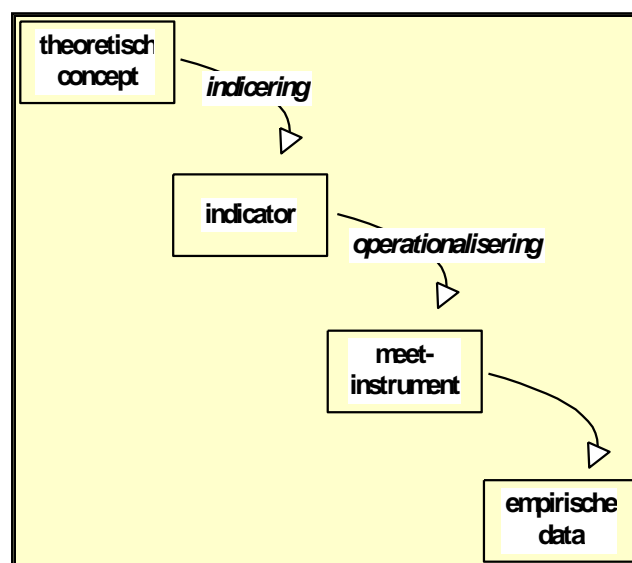 theoretisch
concept
indicering
indicator
operationalisering
meet-
instrument
empirische
data